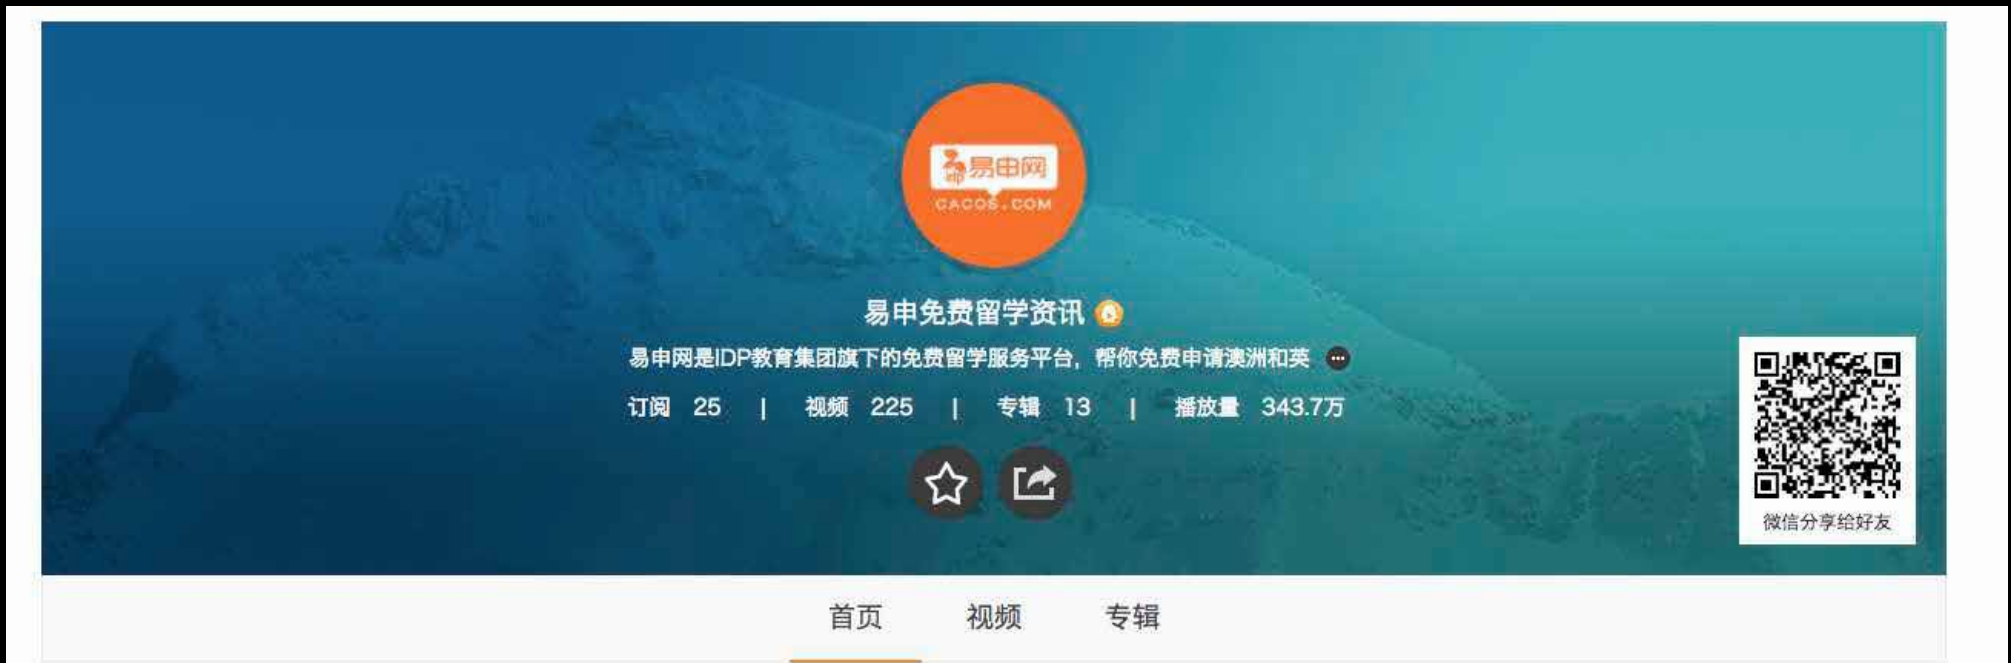 易申网
CACOS.COM
易申免费留学资讯
易申网是IDP教育集团旗下的免费留学服务平台，帮你免费申请澳洲和英
订阅 25 | 视频 225 | 专辑 13 | 播放量 343.7万
微信分享给好友
首页 视频 专辑